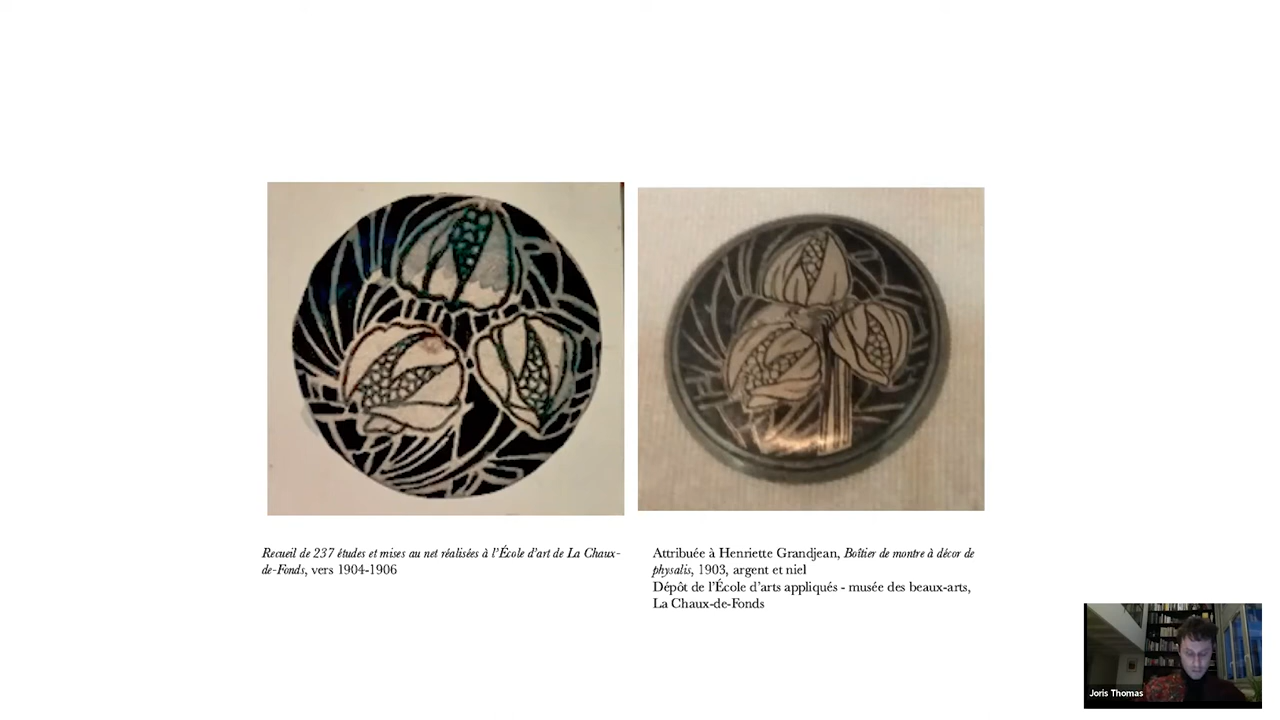 Recueil de 237 études et mises au net réalisées à l'École d'art de La Chaux-
de-Fonds, vers 1904-1906
Attribuée à Henriette Grandjean, Boîtier de montre à décor de
physalis, 1903, argent et niel
Dépôt de l'École d'arts appliqués - musée des beaux-arts,
La Chaux-de-Fonds
Joris Thomas